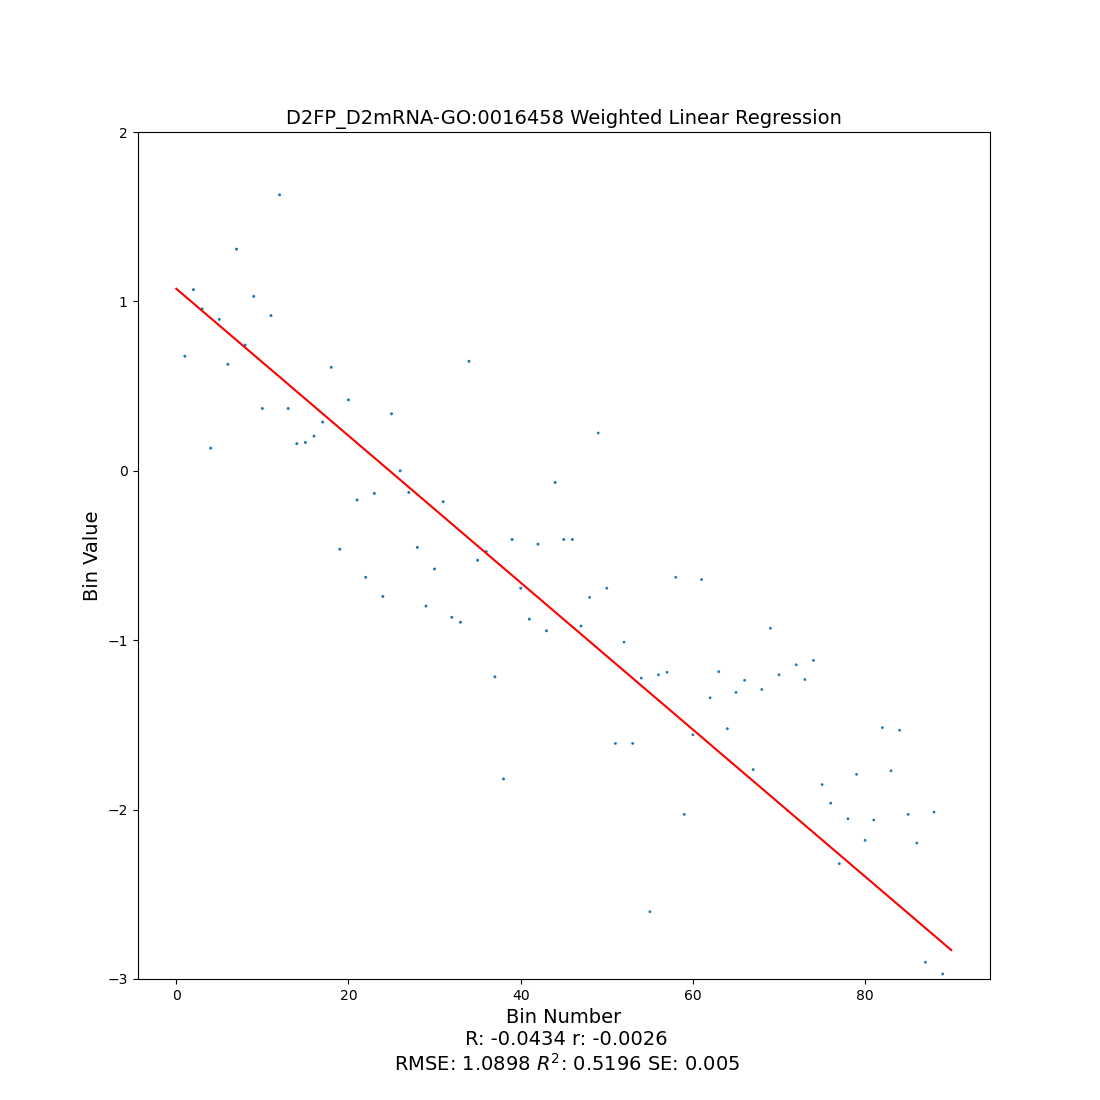 D2FP_D2mRNA-GO:0016458 Weighted Linear Regression
2
1
0
−1
−2
−3
Bin Value
0 20 40 60 80
Bin Number
R: -0.0434 r: -0.0026
RMSE: 1.0898 R²: 0.5196 SE: 0.005